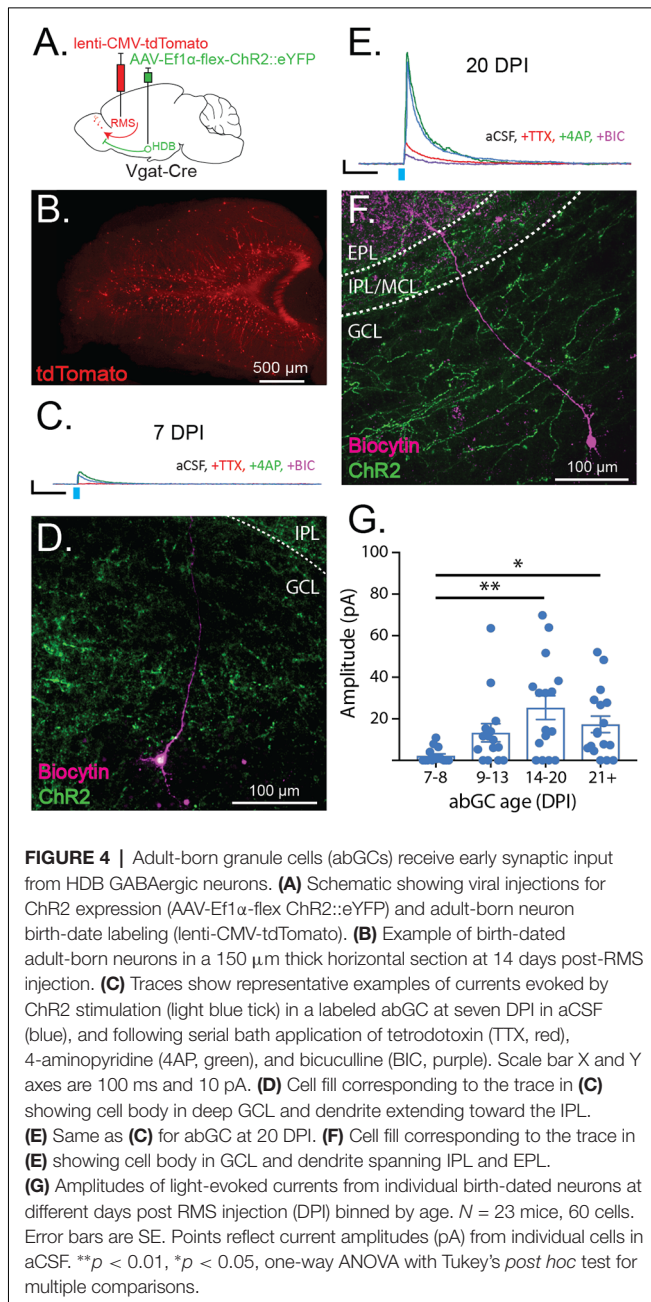 A.
lenti-CMV-tdTomato
AAV-Ef1α-flex-ChR2::eYFP
RMS
HDB
Vgat-Cre
B.
tdTomato
500 µm
C.
7 DPI
aCSF, +TTX, +4AP, +BIC
D.
IPL
GCL
Biocytin
ChR2
100 µm
E.
20 DPI
aCSF, +TTX, +4AP, +BIC
F.
EPL
IPL/MCL
GCL
Biocytin
ChR2
100 µm
G.
Amplitude (pA)
100
80
60
40
20
*
**
7-8 9-13 14-20 21+
abGC age (DPI)
FIGURE 4 | Adult-born granule cells (abGCs) receive early synaptic input
from HDB GABAergic neurons. (A) Schematic showing viral injections for
ChR2 expression (AAV-Ef1α-flex ChR2::eYFP) and adult-born neuron
birth-date labeling (lenti-CMV-tdTomato). (B) Example of birth-dated
adult-born neurons in a 150 µm thick horizontal section at 14 days post-RMS
injection. (C) Traces show representative examples of currents evoked by
ChR2 stimulation (light blue tick) in a labeled abGC at seven DPI in aCSF
(blue), and following serial bath application of tetrodotoxin (TTX, red),
4-aminopyridine (4AP, green), and bicuculline (BIC, purple). Scale bar X and Y
axes are 100 ms and 10 pA. (D) Cell fill corresponding to the trace in (C)
showing cell body in deep GCL and dendrite extending toward the IPL.
(E) Same as (C) for abGC at 20 DPI. (F) Cell fill corresponding to the trace in
(E) showing cell body in GCL and dendrite spanning IPL and EPL.
(G) Amplitudes of light-evoked currents from individual birth-dated neurons at
different days post RMS injection (DPI) binned by age. N = 23 mice, 60 cells.
Error bars are SE. Points reflect current amplitudes (pA) from individual cells in
aCSF. **p < 0.01, *p < 0.05, one-way ANOVA with Tukey's post hoc test for
multiple comparisons.